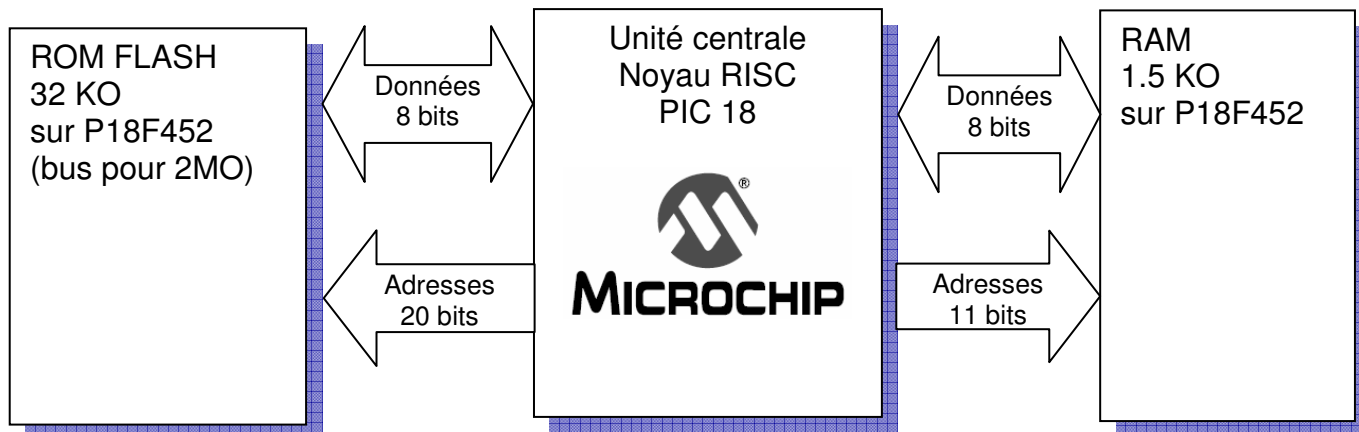 ROM FLASH
32 KO
sur P18F452
(bus pour 2MO)
Données
8 bits
Adresses
20 bits
Unité centrale
Noyau RISC
PIC 18
®
MICROCHIP
Données
8 bits
Adresses
11 bits
RAM
1.5 KO
sur P18F452